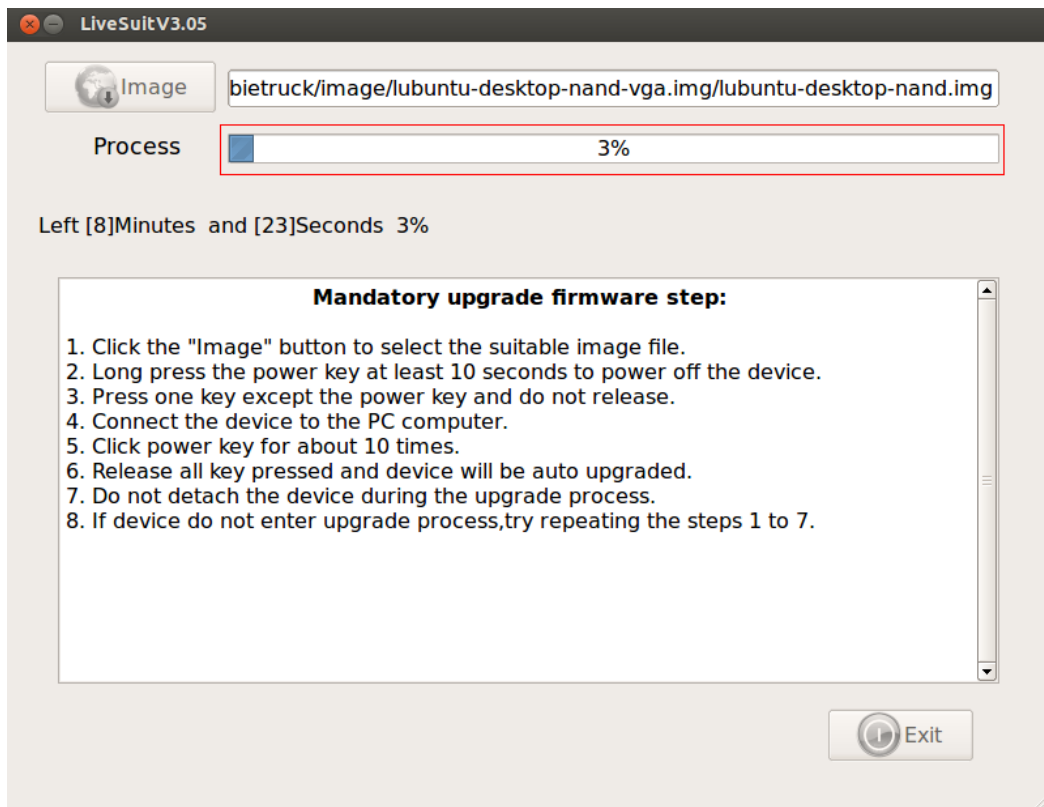 LiveSuitV3.05
Image
bietruck/image/lubuntu-desktop-nand-vga.img/lubuntu-desktop-nand.img
Process
3%
Left [8]Minutes  and [23]Seconds  3%
Mandatory upgrade firmware step:
1. Click the "Image" button to select the suitable image file.
2. Long press the power key at least 10 seconds to power off the device.
3. Press one key except the power key and do not release.
4. Connect the device to the PC computer.
5. Click power key for about 10 times.
6. Release all key pressed and device will be auto upgraded.
7. Do not detach the device during the upgrade process.
8. If device do not enter upgrade process,try repeating the steps 1 to 7.
Exit